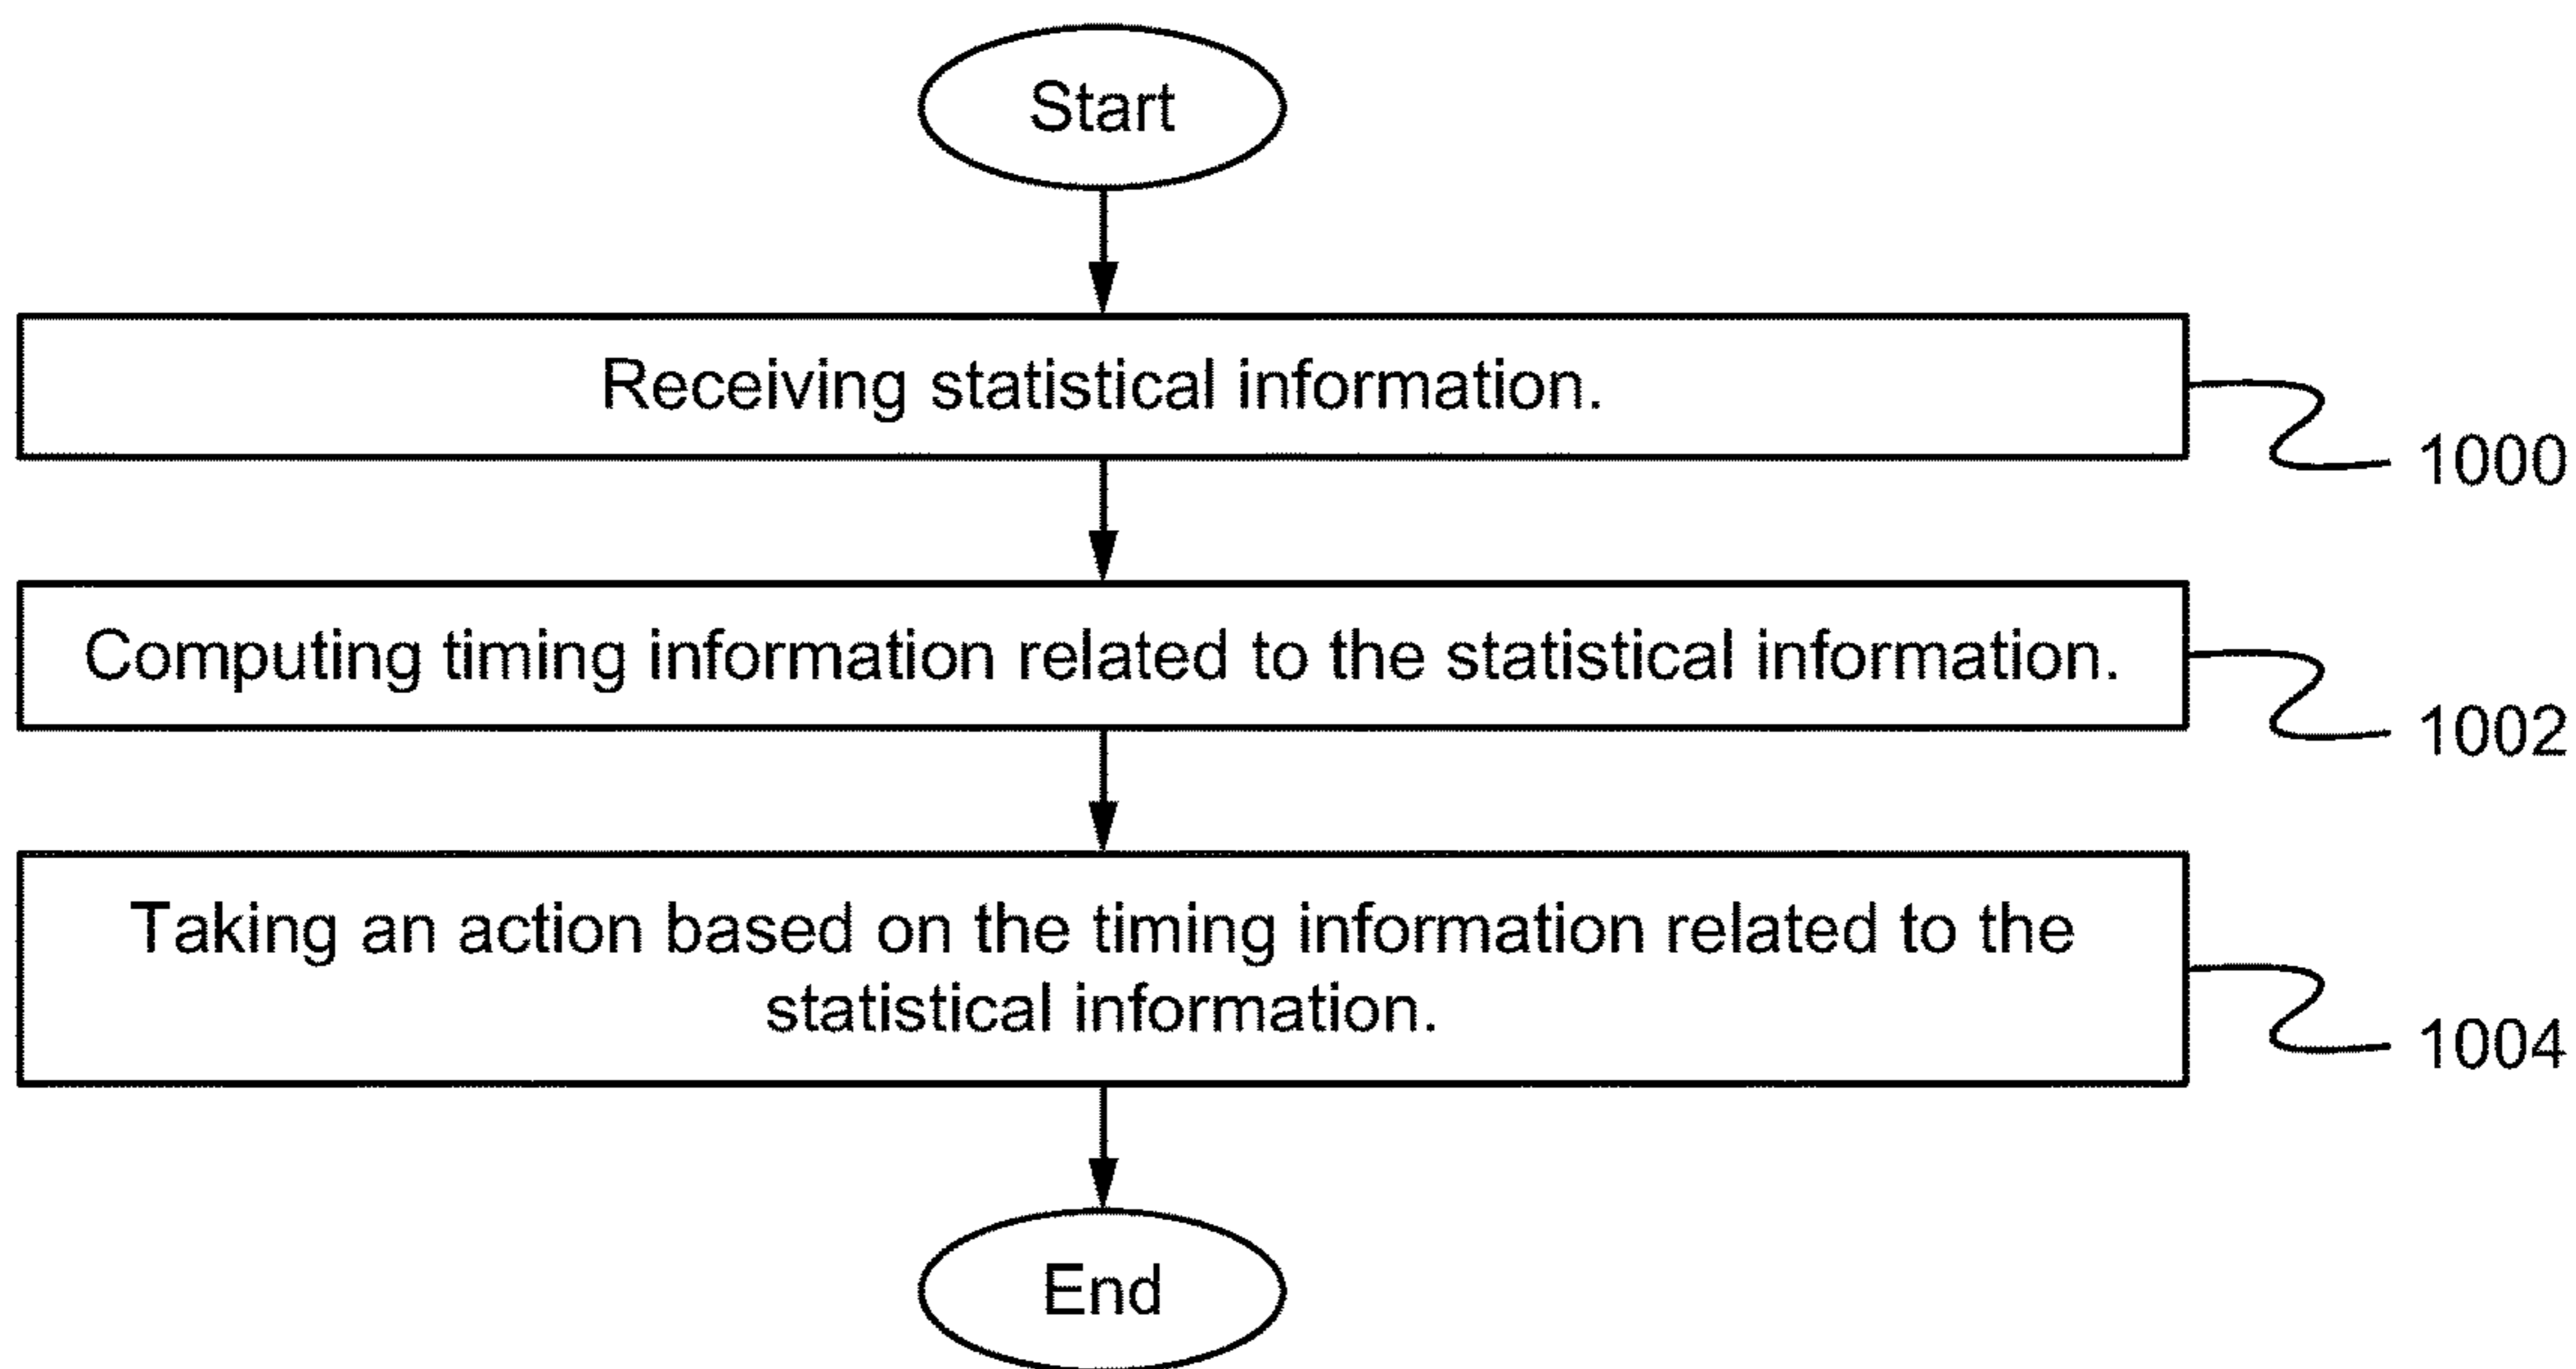 Start
Receiving statistical information.
1000
Computing timing information related to the statistical information.
1002
Taking an action based on the timing information related to the
statistical information.
1004
End